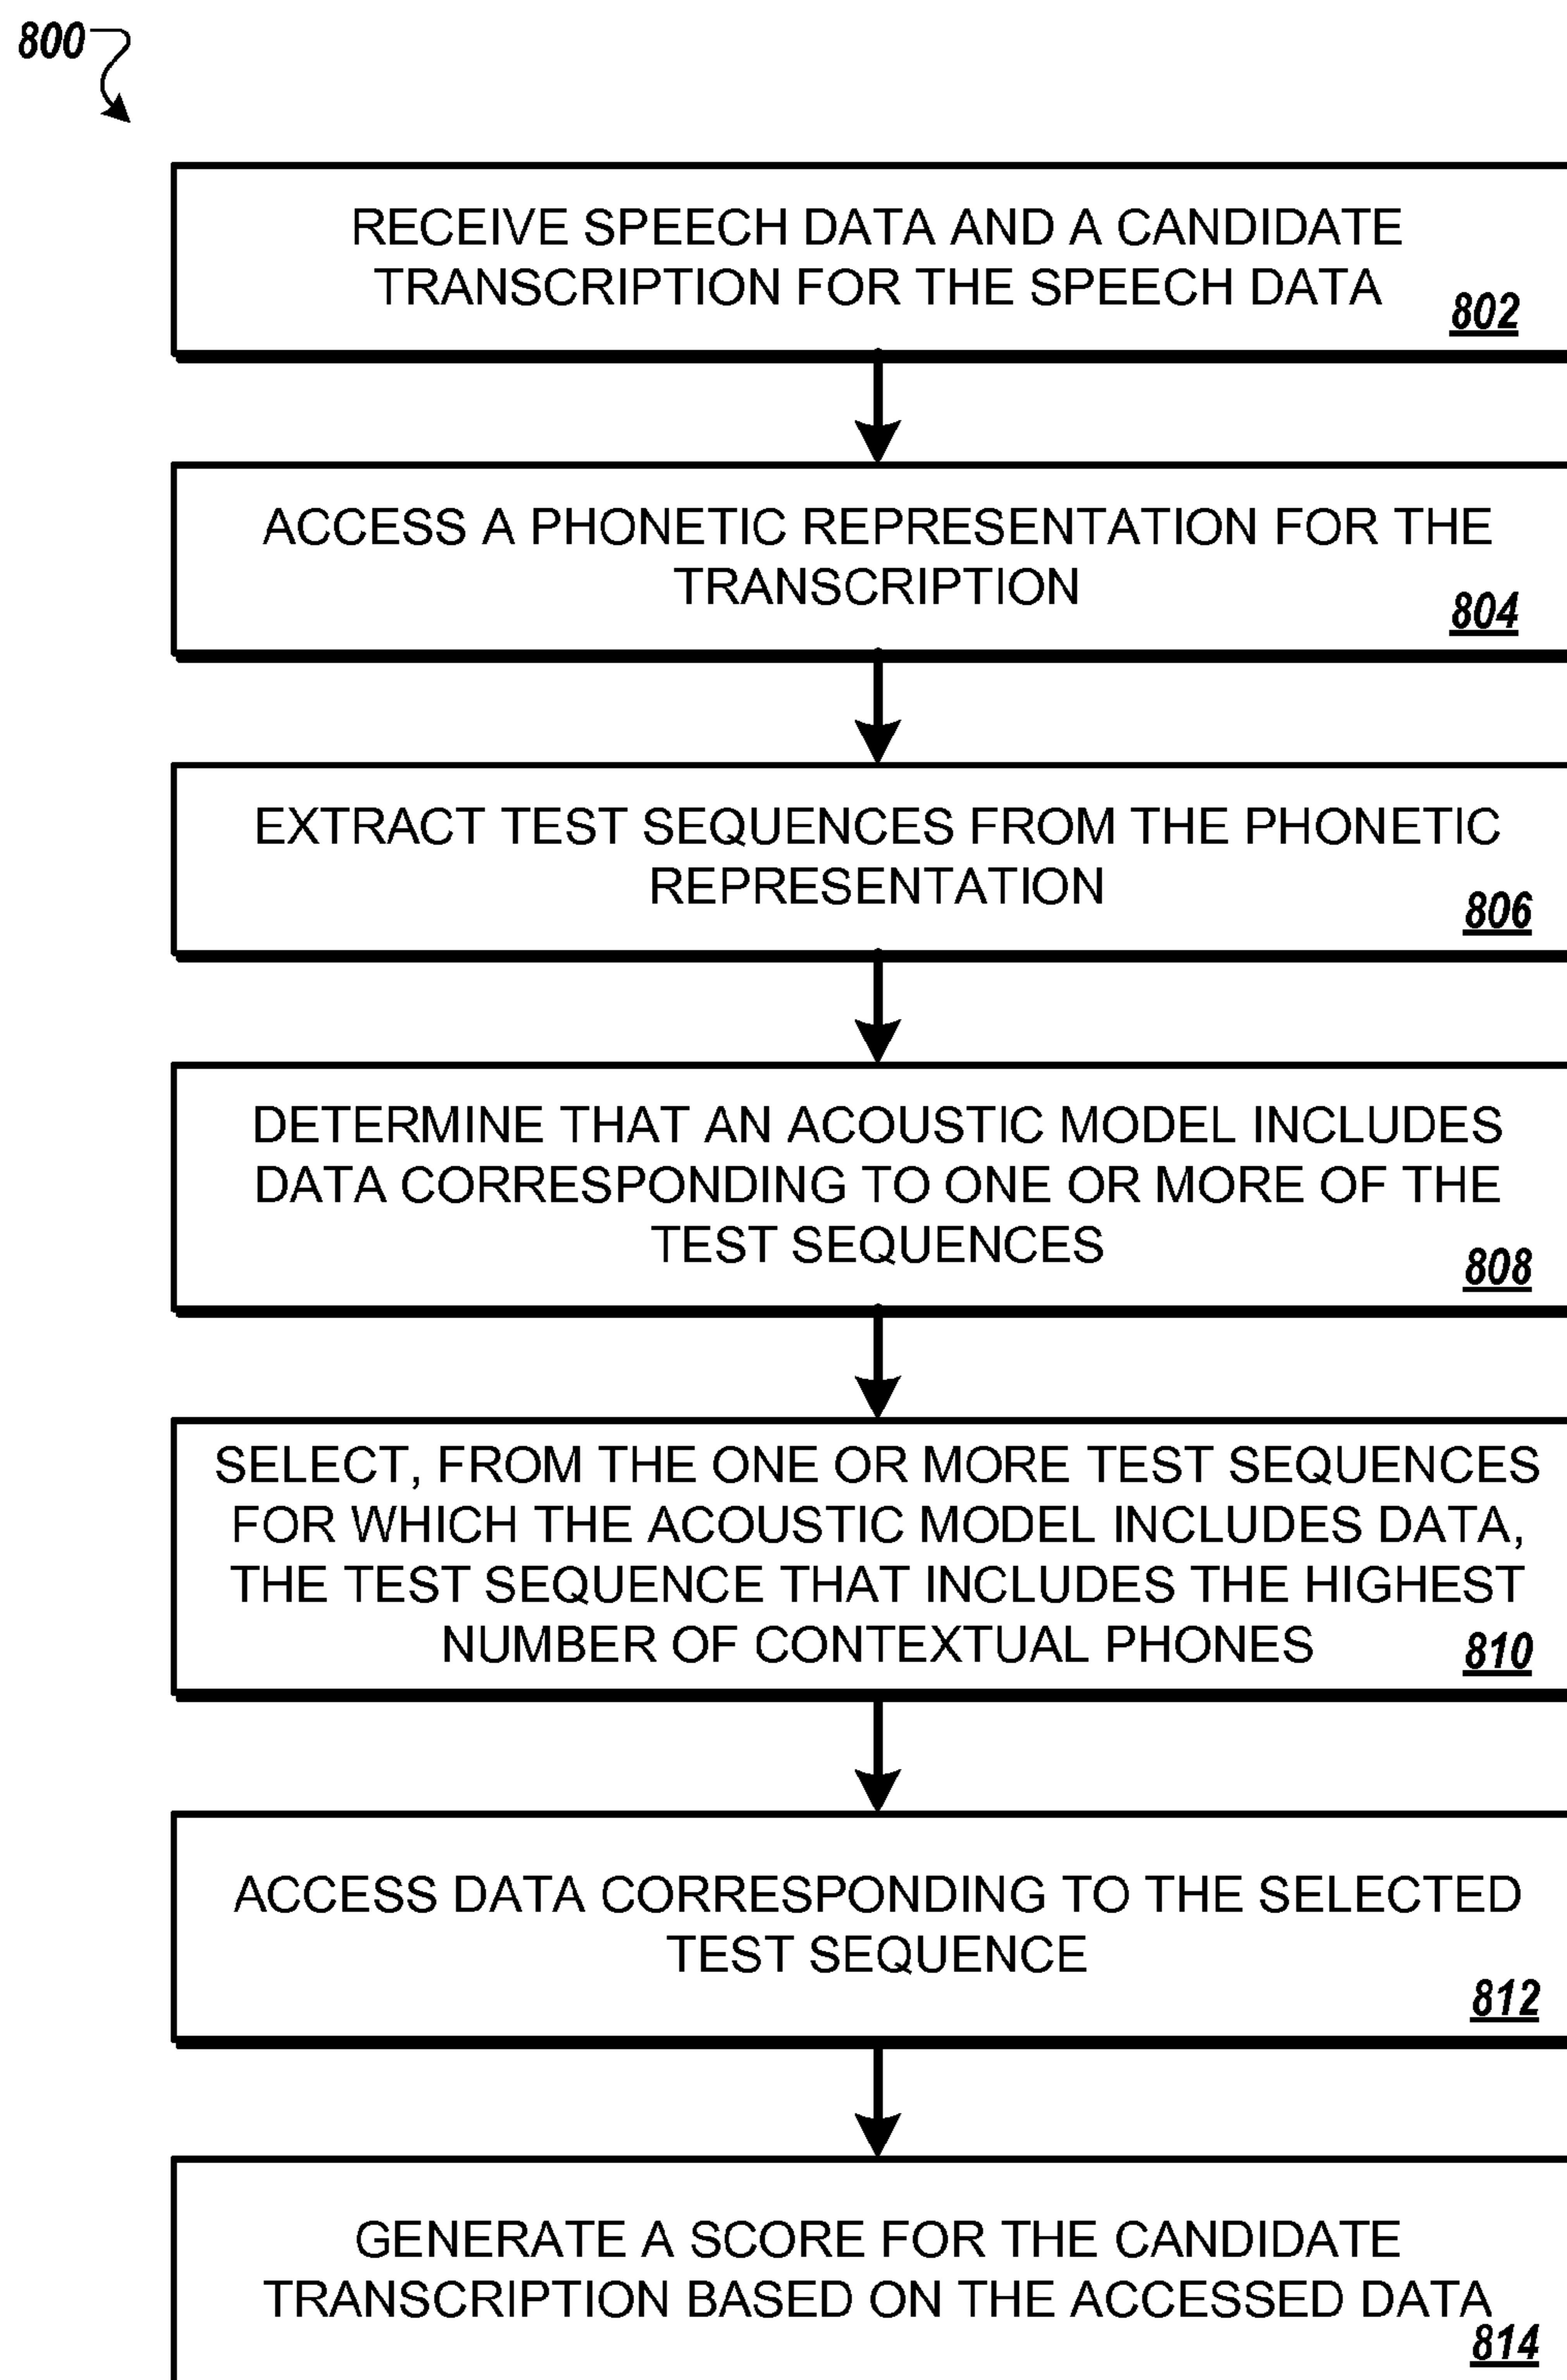 800
RECEIVE SPEECH DATA AND A CANDIDATE
TRANSCRIPTION FOR THE SPEECH DATA
802
ACCESS A PHONETIC REPRESENTATION FOR THE
TRANSCRIPTION
804
EXTRACT TEST SEQUENCES FROM THE PHONETIC
REPRESENTATION
806
DETERMINE THAT AN ACOUSTIC MODEL INCLUDES
DATA CORRESPONDING TO ONE OR MORE OF THE
TEST SEQUENCES
808
SELECT, FROM THE ONE OR MORE TEST SEQUENCES
FOR WHICH THE ACOUSTIC MODEL INCLUDES DATA,
THE TEST SEQUENCE THAT INCLUDES THE HIGHEST
NUMBER OF CONTEXTUAL PHONES
810
ACCESS DATA CORRESPONDING TO THE SELECTED
TEST SEQUENCE
812
GENERATE A SCORE FOR THE CANDIDATE
TRANSCRIPTION BASED ON THE ACCESSED DATA
814